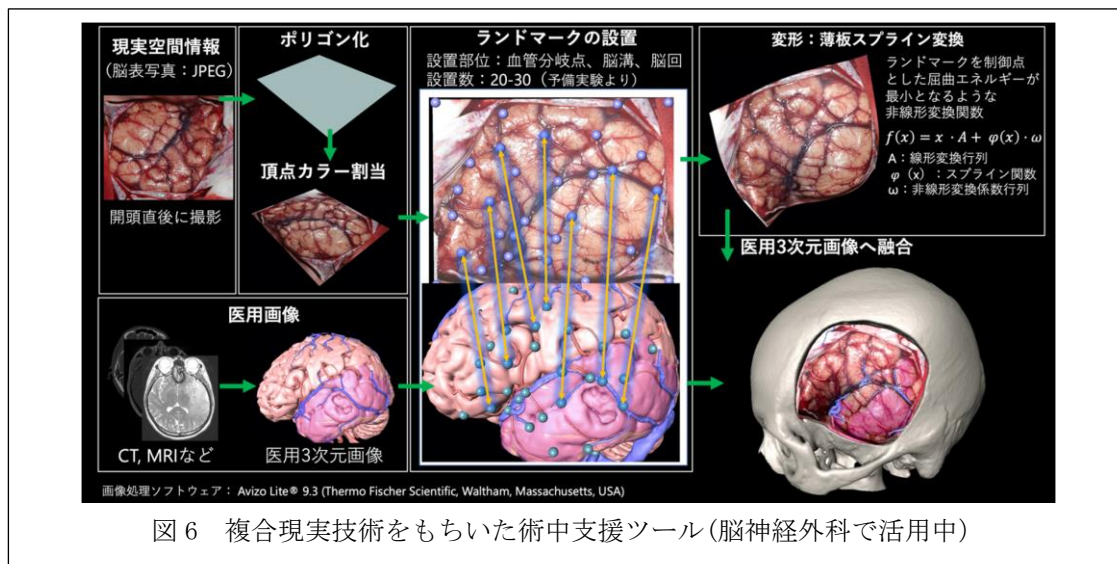 現実空間情報
(脳表写真：JPEG)
開頭直後に撮影
ポリゴン化
頂点カラー割当
ランドマークの設置
設置部位：血管分岐点、脳溝、脳回
設置数：20-30（予備実験より）
変形：薄板スプライン変換
ランドマークを制御点
とした屈曲エネルギーが
最小となるような
非線形変換関数
f(x) = x · A + φ(x) · ω
A：線形変換行列
φ（x）：スプライン関数
ω：非線形変換係数行列
医用3次元画像へ融合
医用画像
CT, MRIなど
医用3次元画像
画像処理ソフトウェア： Avizo Lite® 9.3 (Thermo Fischer Scientific, Waltham, Massachusetts, USA)
図 6　複合現実技術をもちいた術中支援ツール(脳神経外科で活用中)